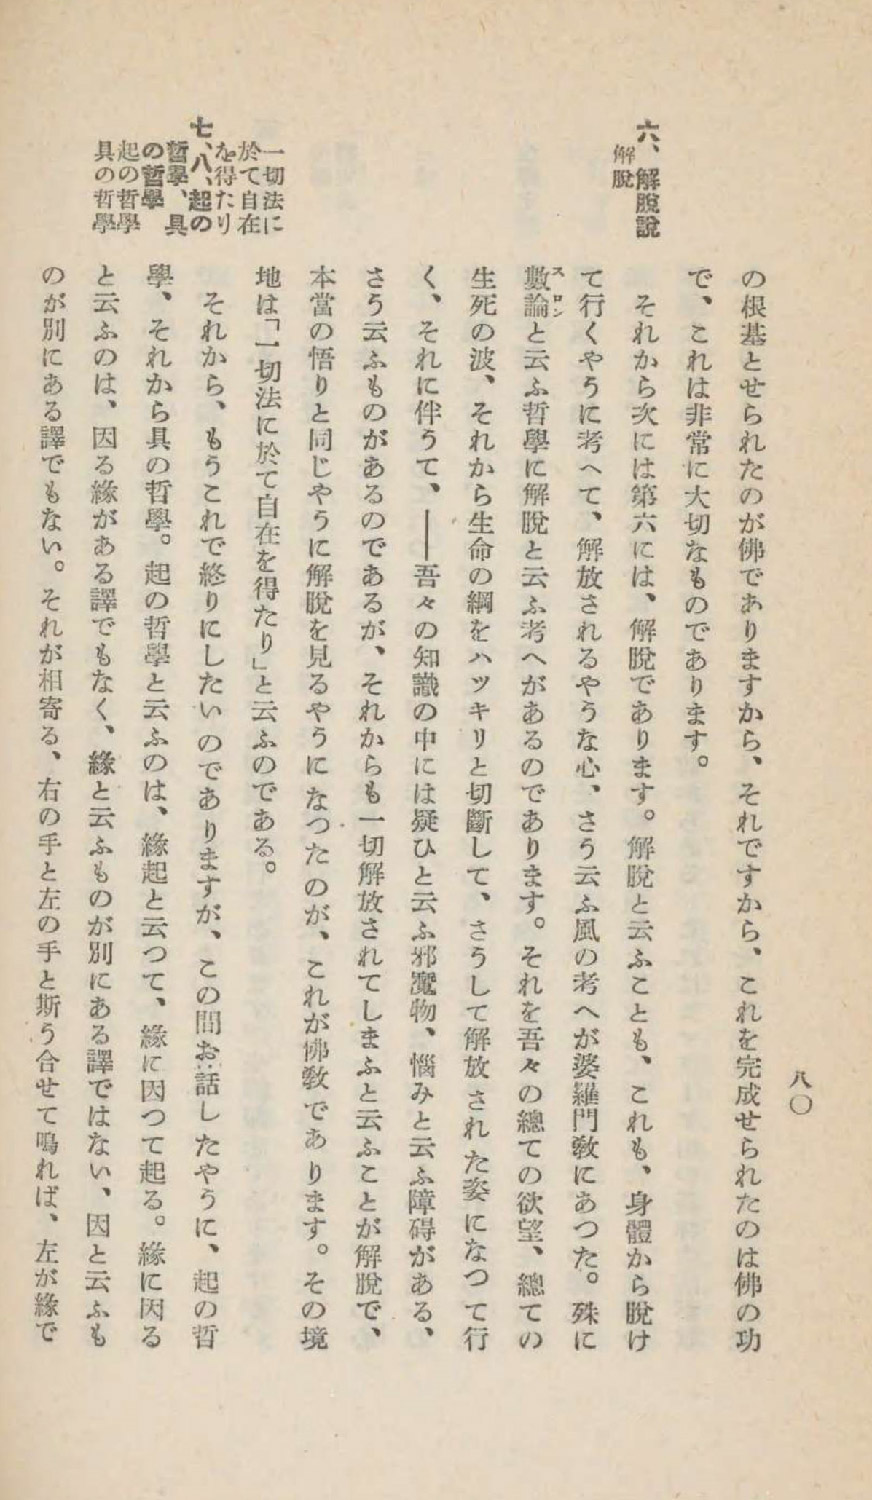 八〇
の根基とせられたのが佛でありますから、それですから、これを完成せられたのは佛の功
で、これは非常に大切なものであります。
六、解脫說
解脫
それから次には第六には、解脫であります。解脫と云ふことも、これも、身體から脫け
て行くやうに考へて、解放されるやうな心、さう云ふ風の考へが婆羅門敎にあつた。殊に
數論と云ふ哲學に解脫と云ふ考へがあるのであります。それを吾々の總ての欲望、總ての
スロン
生死の波、それから生命の綱をハツキリと切斷して、さうして解放された姿になつて行
く、それに伴うて、――吾々の知識の中には疑ひと云ふ邪魔物、惱みと云ふ障碍がある、
さう云ふものがあるのであるが、それからも一切解放されてしまふと云ふことが解脫で、
本當の悟りと同じやうに解脫を見るやうになつたのが、これが佛敎であります。その境
地は「一切法に於て自在を得たり」と云ふのである。
一切法に
於て自在
を得たり
七、八、起の
哲學、具
の哲學
起の哲學
具の哲學
それから、もうこれで終りにしたいのでありますが、この間お話したやうに、起の哲
學、それから具の哲學。起の哲學と云ふのは、緣起と云つて、緣に因つて起る。緣に因る
と云ふのは、因る緣がある譯でもなく、緣と云ふものが別にある譯ではない、因と云ふも
のが別にある譯でもない。それが相寄る、右の手と左の手と斯う合せて鳴れば、左が緣で